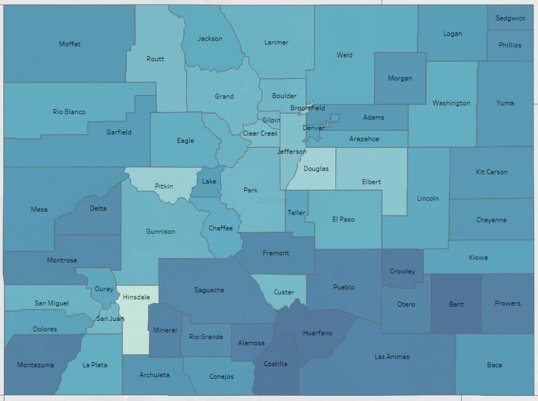 Sedgwick
Moffat
Routt
Jackson
Larimer
Logan
Phillips
Weld
Morgan
Yuma
Washington
Grand
Boulder
Rio Blanco
Broomfield
Garfield
Gilpin
Adams
Denver
Clear Creek
Arapahoe
Eagle
Jefferson
Douglas
Elbert
Kit Carson
Pitkin
Lake
Park
Lincoln
Mesa
Delta
Teller
El Paso
Cheyenne
Chaffee
Gunnison
Fremont
Kiowa
Montrose
Crowley
Ouray
Saguache
Custer
Pueblo
Hinsdale
San Miguel
Otero
Bent
Prowers
San Juan
Dolores
Mineral
Rio Grande
Alamosa
Huerfano
Las Animas
Montezuma
La Plata
Archuleta
Conejos
Costilla
Baca
Colorado